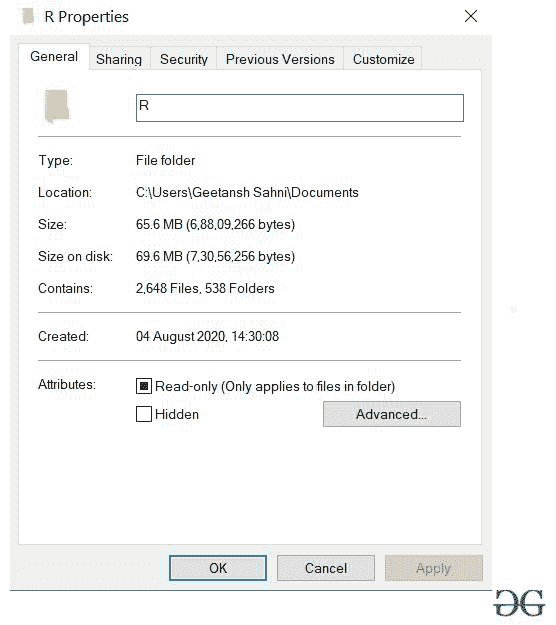 R Properties
General Sharing Security Previous Versions Customize
R
Type: File folder
Location: C:\Users\Geetansh Sahni\Documents
Size: 65.6 MB (6,88,09,266 bytes)
Size on disk: 69.6 MB (7,30,56,256 bytes)
Contains: 2,648 Files, 538 Folders
Created: 04 August 2020, 14:30:08
Attributes: Read-only (Only applies to files in folder)
Hidden Advanced...
OK Cancel Apply